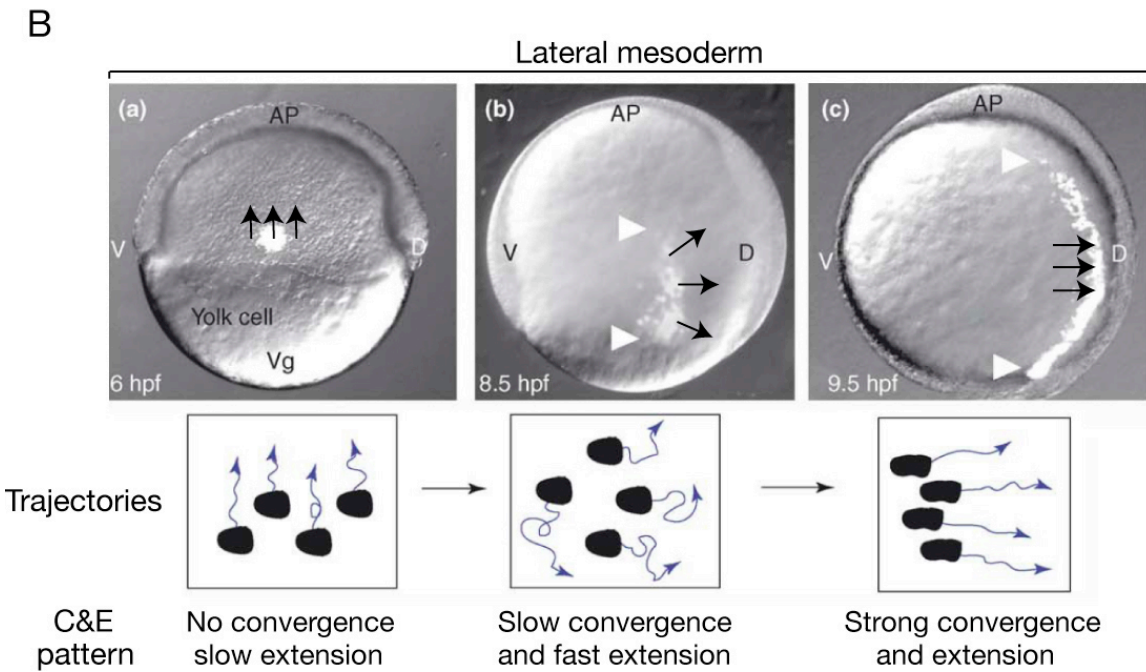 B
Lateral mesoderm
(a)
AP
V
D
Yolk cell
Vg
6 hpf
(b)
AP
V
D
8.5 hpf
(c)
AP
V
D
9.5 hpf
Trajectories
C&E
pattern
No convergence
slow extension
Slow convergence
and fast extension
Strong convergence
and extension